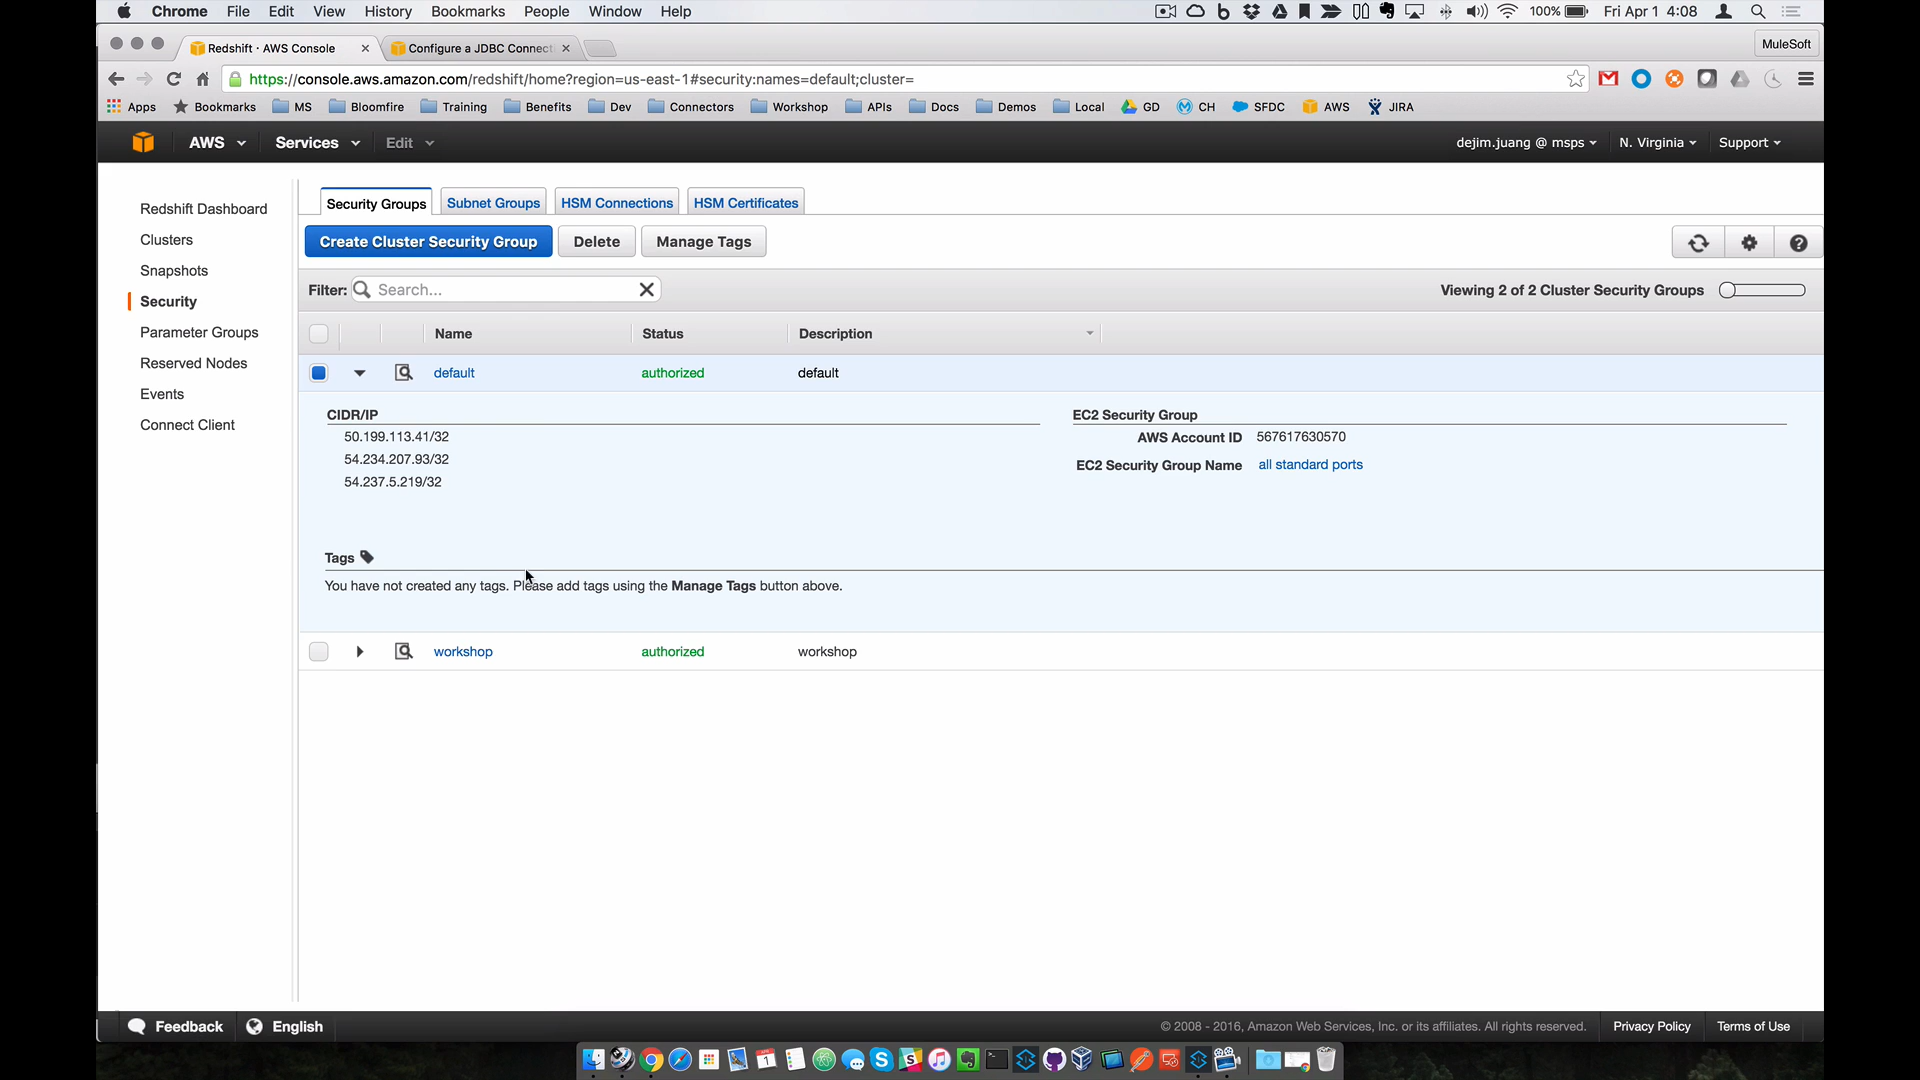 Chrome File Edit View History Bookmarks People Window Help 100% Fri Apr 1 4:08
Redshift · AWS Console Configure a JDBC Connect MuleSoft
https://console.aws.amazon.com/redshift/home?region=us-east-1#security:names=default;cluster=
Apps Bookmarks MS Bloomfire Training Benefits Dev Connectors Workshop APIs Docs Demos Local GD CH SFDC AWS JIRA
AWS Services Edit dejim.juang @ msps N. Virginia Support
Redshift Dashboard
Clusters
Snapshots
Security
Parameter Groups
Reserved Nodes
Events
Connect Client
Security Groups Subnet Groups HSM Connections HSM Certificates
Create Cluster Security Group Delete Manage Tags
Filter: Search... Viewing 2 of 2 Cluster Security Groups
Name Status Description
default authorized default
CIDR/IP
50.199.113.41/32
54.234.207.93/32
54.237.5.219/32
EC2 Security Group
AWS Account ID 567617630570
EC2 Security Group Name all standard ports
Tags
You have not created any tags. Please add tags using the Manage Tags button above.
workshop authorized workshop
Feedback English © 2008 - 2016, Amazon Web Services, Inc. or its affiliates. All rights reserved. Privacy Policy Terms of Use